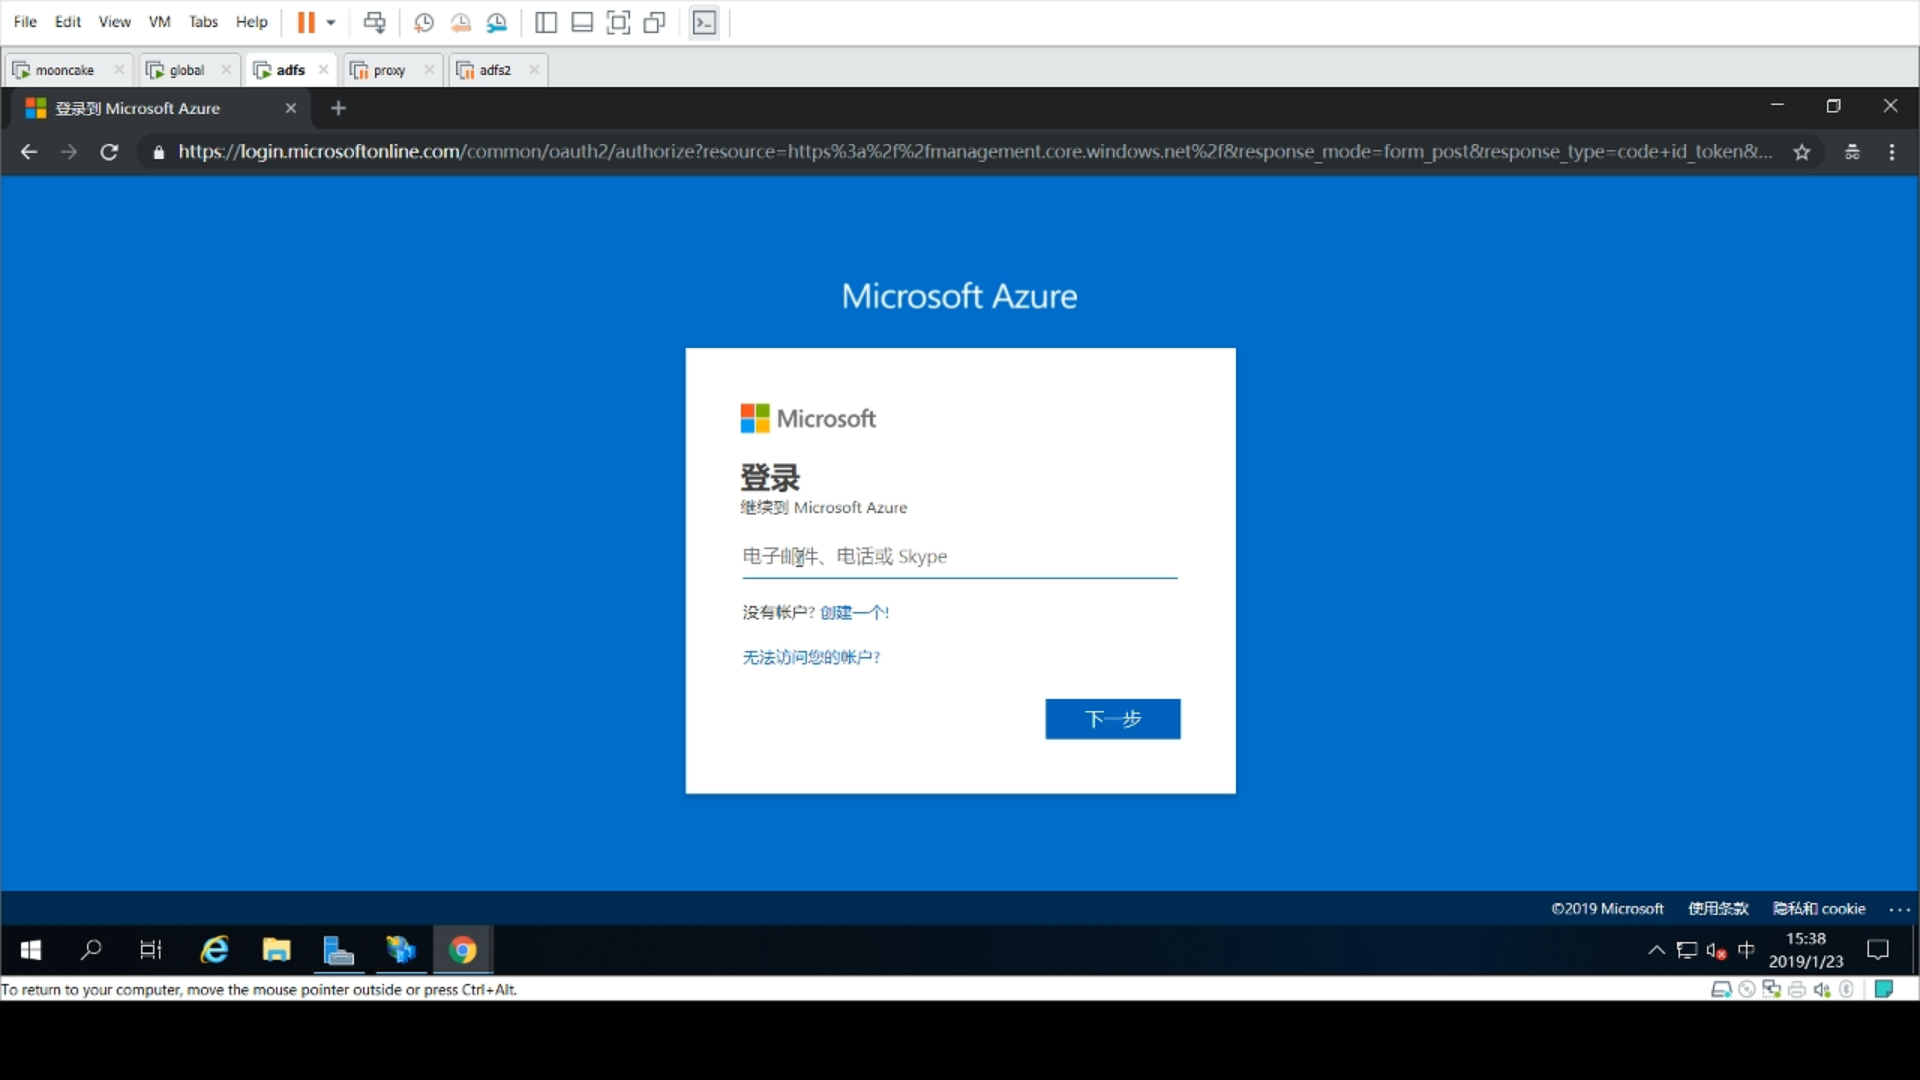 File Edit View VM Tabs Help
mooncake global adfs proxy adfs2
登录到 Microsoft Azure
https://login.microsoftonline.com/common/oauth2/authorize?resource=https%3a%2f%2fmanagement.core.windows.net%2f&response_mode=form_post&response_type=code+id_token&...
Microsoft Azure
Microsoft
登录
继续到 Microsoft Azure
电子邮件、电话或 Skype
没有帐户? 创建一个!
无法访问您的帐户?
下一步
©2019 Microsoft 使用条款 隐私和 cookie ...
中
15:38
2019/1/23
To return to your computer, move the mouse pointer outside or press Ctrl+Alt.